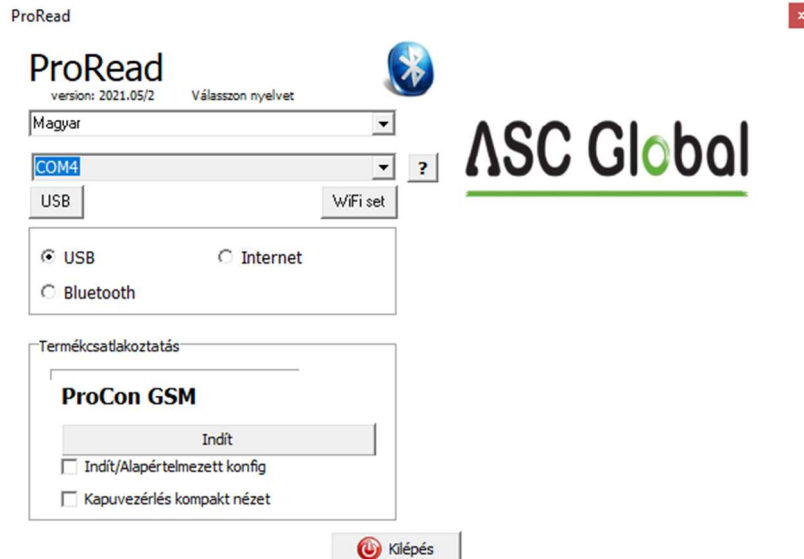 ProRead
x
ProRead
version: 2021.05/2 Válasszon nyelvet
Magyar
ASC Global
COM4
?
USB WiFi set
USB Internet
Bluetooth
Termékcsatlakoztatás
ProCon GSM
Indít
Indít/Alapértelmezett konfig
Kapuvezérlés kompakt nézet
Kilépés